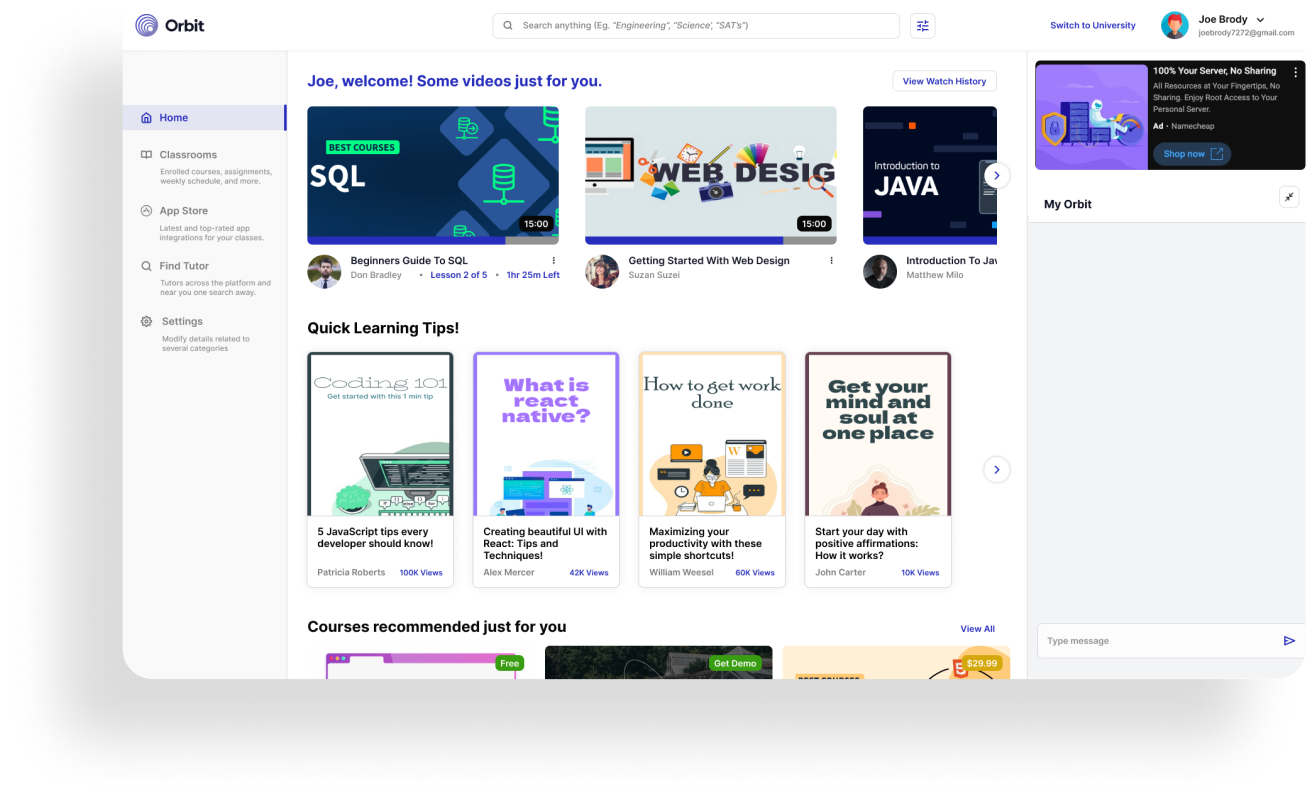 Orbit
Search anything (Eg. "Engineering", "Science', "SAT's")
Switch to University
Joe Brody
joebrody7272@gmail.com
Home
Classrooms
Enrolled courses, assignments,
weekly schedule, and more.
App Store
Latest and top-rated app
integrations for your classes.
Find Tutor
Tutors across the platform and
near you one search away.
Settings
Modify details related to
several categories
Joe, welcome! Some videos just for you.
View Watch History
BEST COURSES
SQL
15:00
Beginners Guide To SQL
Don Bradley • Lesson 2 of 5 • 1hr 25m Left
WEB DESIG
15:00
Getting Started With Web Design
Suzan Suzei
Introduction to
JAVA
Introduction To Jav
Matthew Milo
Quick Learning Tips!
Coding 101
Get started with this 1 min tip
5 JavaScript tips every
developer should know!
Patricia Roberts 100K Views
What is
react
native?
Creating beautiful UI with
React: Tips and
Techniques!
Alex Mercer 42K Views
How to get work
done
W
Maximizing your
productivity with these
simple shortcuts!
William Weesel 60K Views
Get your
mind and
soul at
one place
Start your day with
positive affirmations:
How it works?
John Carter 10K Views
Courses recommended just for you
View All
Free
Get Demo
BEST COURSES
5
$29.99
100% Your Server, No Sharing
All Resources at Your Fingertips, No
Sharing. Enjoy Root Access to Your
Personal Server.
Ad · Namecheap
Shop now
My Orbit
Type message